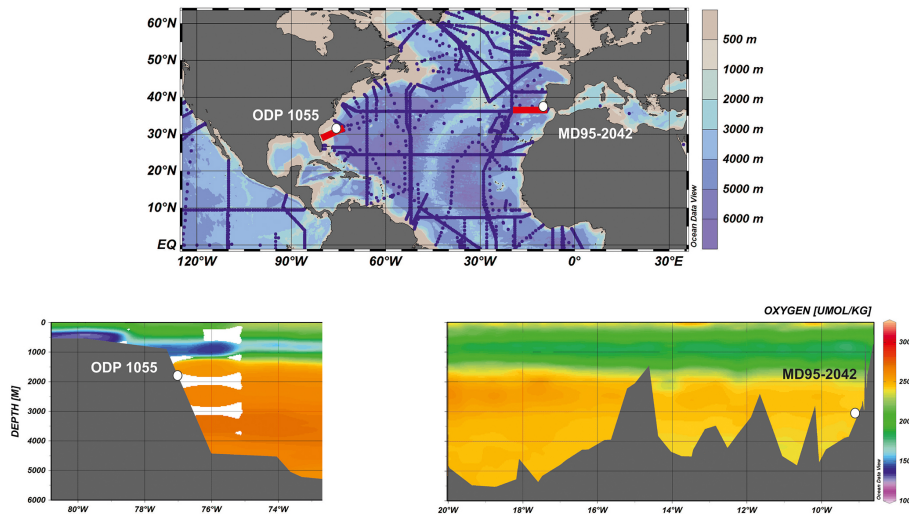 60°N
50°N
40°N
30°N
20°N
10°N
EQ
ODP 1055
MD95-2042
Ocean Data View
120°W
90°W
60°W
30°W
0°
30°E
500 m
1000 m
2000 m
3000 m
4000 m
5000 m
6000 m
OXYGEN [UMOL/KG]
DEPTH [M]
0
1000
2000
3000
4000
5000
6000
ODP 1055
80°W
78°W
76°W
74°W
MD95-2042
20°W
18°W
16°W
14°W
12°W
10°W
Ocean Data View
300
250
200
150
100